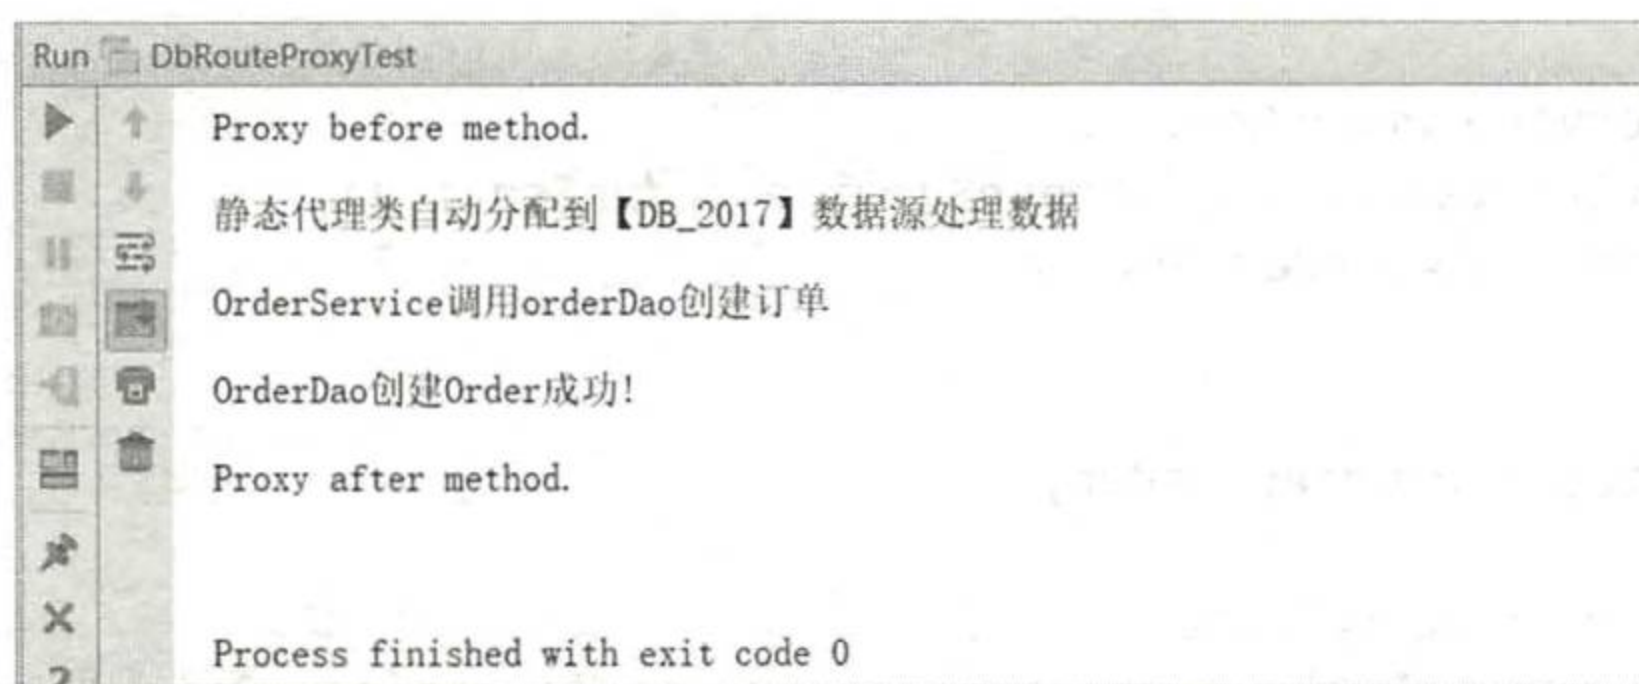 Run DbRouteProxyTest
Proxy before method.
静态代理类自动分配到【DB_2017】数据源处理数据
OrderService调用orderDao创建订单
OrderDao创建Order成功!
Proxy after method.
Process finished with exit code 0